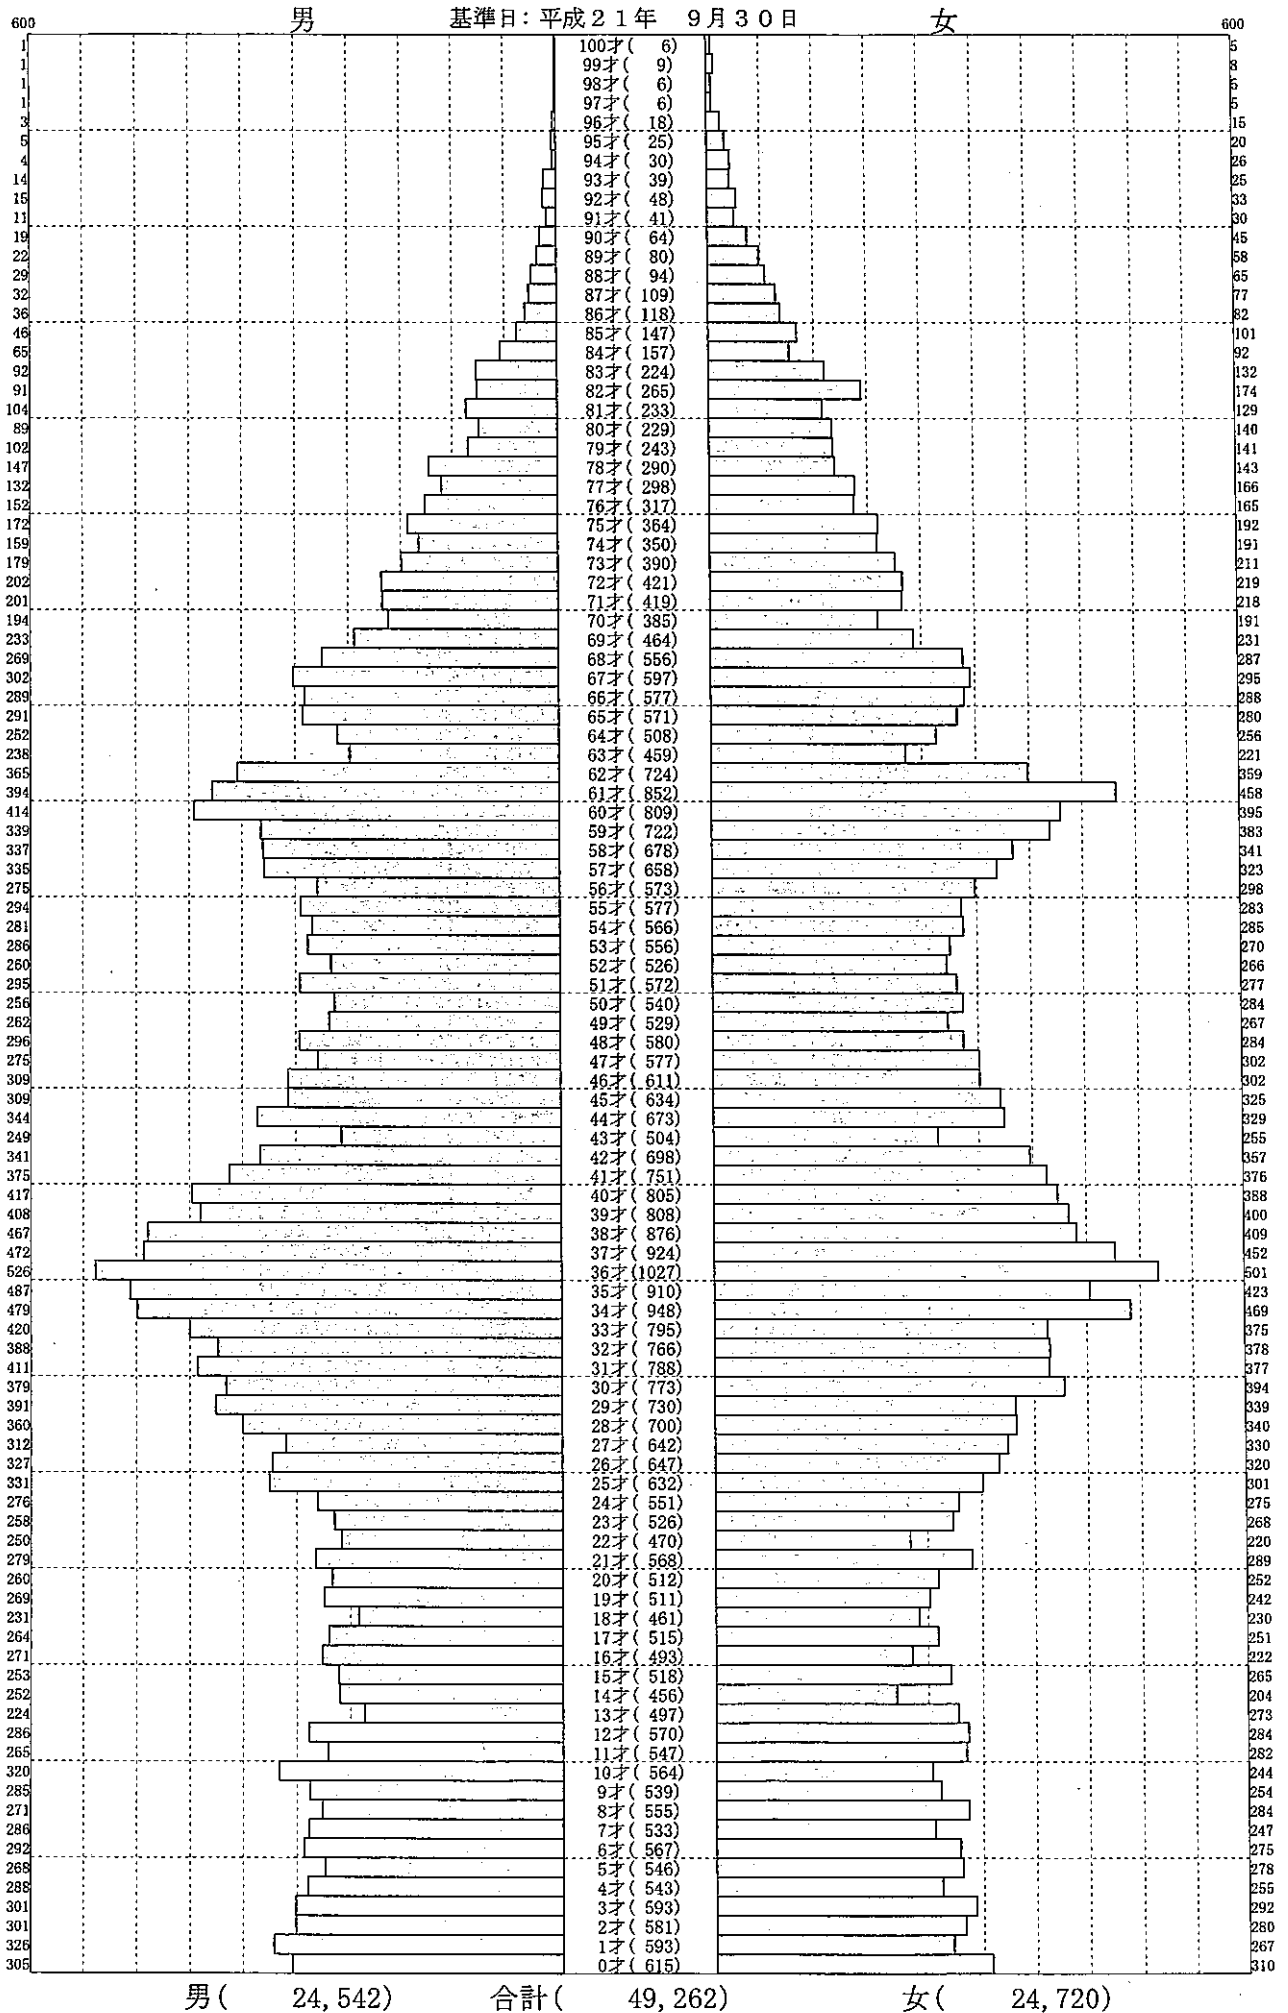 男 基準日：平成２１年 ９月３０日 女
600 600
1 100才( 6) 5
1 99才( 9) 8
1 98才( 6) 5
1 97才( 6) 5
3 96才( 18) 15
5 95才( 25) 20
4 94才( 30) 26
14 93才( 39) 25
15 92才( 48) 33
11 91才( 41) 30
19 90才( 64) 45
22 89才( 80) 58
29 88才( 94) 65
32 87才( 109) 77
36 86才( 118) 82
46 85才( 147) 101
65 84才( 157) 92
92 83才( 224) 132
91 82才( 265) 174
104 81才( 233) 129
89 80才( 229) 140
102 79才( 243) 141
147 78才( 290) 143
132 77才( 298) 166
152 76才( 317) 165
172 75才( 364) 192
159 74才( 350) 191
179 73才( 390) 211
202 72才( 421) 219
201 71才( 419) 218
194 70才( 385) 191
233 69才( 464) 231
269 68才( 556) 287
302 67才( 597) 295
289 66才( 577) 288
291 65才( 571) 280
252 64才( 508) 256
238 63才( 459) 221
365 62才( 724) 359
394 61才( 852) 458
414 60才( 809) 395
339 59才( 722) 383
337 58才( 678) 341
335 57才( 658) 323
275 56才( 573) 298
294 55才( 577) 283
281 54才( 566) 285
286 53才( 556) 270
260 52才( 526) 266
295 51才( 572) 277
256 50才( 540) 284
262 49才( 529) 267
296 48才( 580) 284
275 47才( 577) 302
309 46才( 611) 302
309 45才( 634) 325
344 44才( 673) 329
249 43才( 504) 255
341 42才( 698) 357
375 41才( 751) 376
417 40才( 805) 388
408 39才( 808) 400
467 38才( 876) 409
472 37才( 924) 452
526 36才(1027) 501
487 35才( 910) 423
479 34才( 948) 469
420 33才( 795) 375
388 32才( 766) 378
411 31才( 788) 377
379 30才( 773) 394
391 29才( 730) 339
360 28才( 700) 340
312 27才( 642) 330
327 26才( 647) 320
331 25才( 632) 301
276 24才( 551) 275
258 23才( 526) 268
250 22才( 470) 220
279 21才( 568) 289
260 20才( 512) 252
269 19才( 511) 242
231 18才( 461) 230
264 17才( 515) 251
271 16才( 493) 222
253 15才( 518) 265
252 14才( 456) 204
224 13才( 497) 273
286 12才( 570) 284
265 11才( 547) 282
320 10才( 564) 244
285 9才( 539) 254
271 8才( 555) 284
286 7才( 533) 247
292 6才( 567) 275
268 5才( 546) 278
288 4才( 543) 255
301 3才( 593) 292
301 2才( 581) 280
326 1才( 593) 267
305 0才( 615) 310
男( 24,542) 合計( 49,262) 女( 24,720)